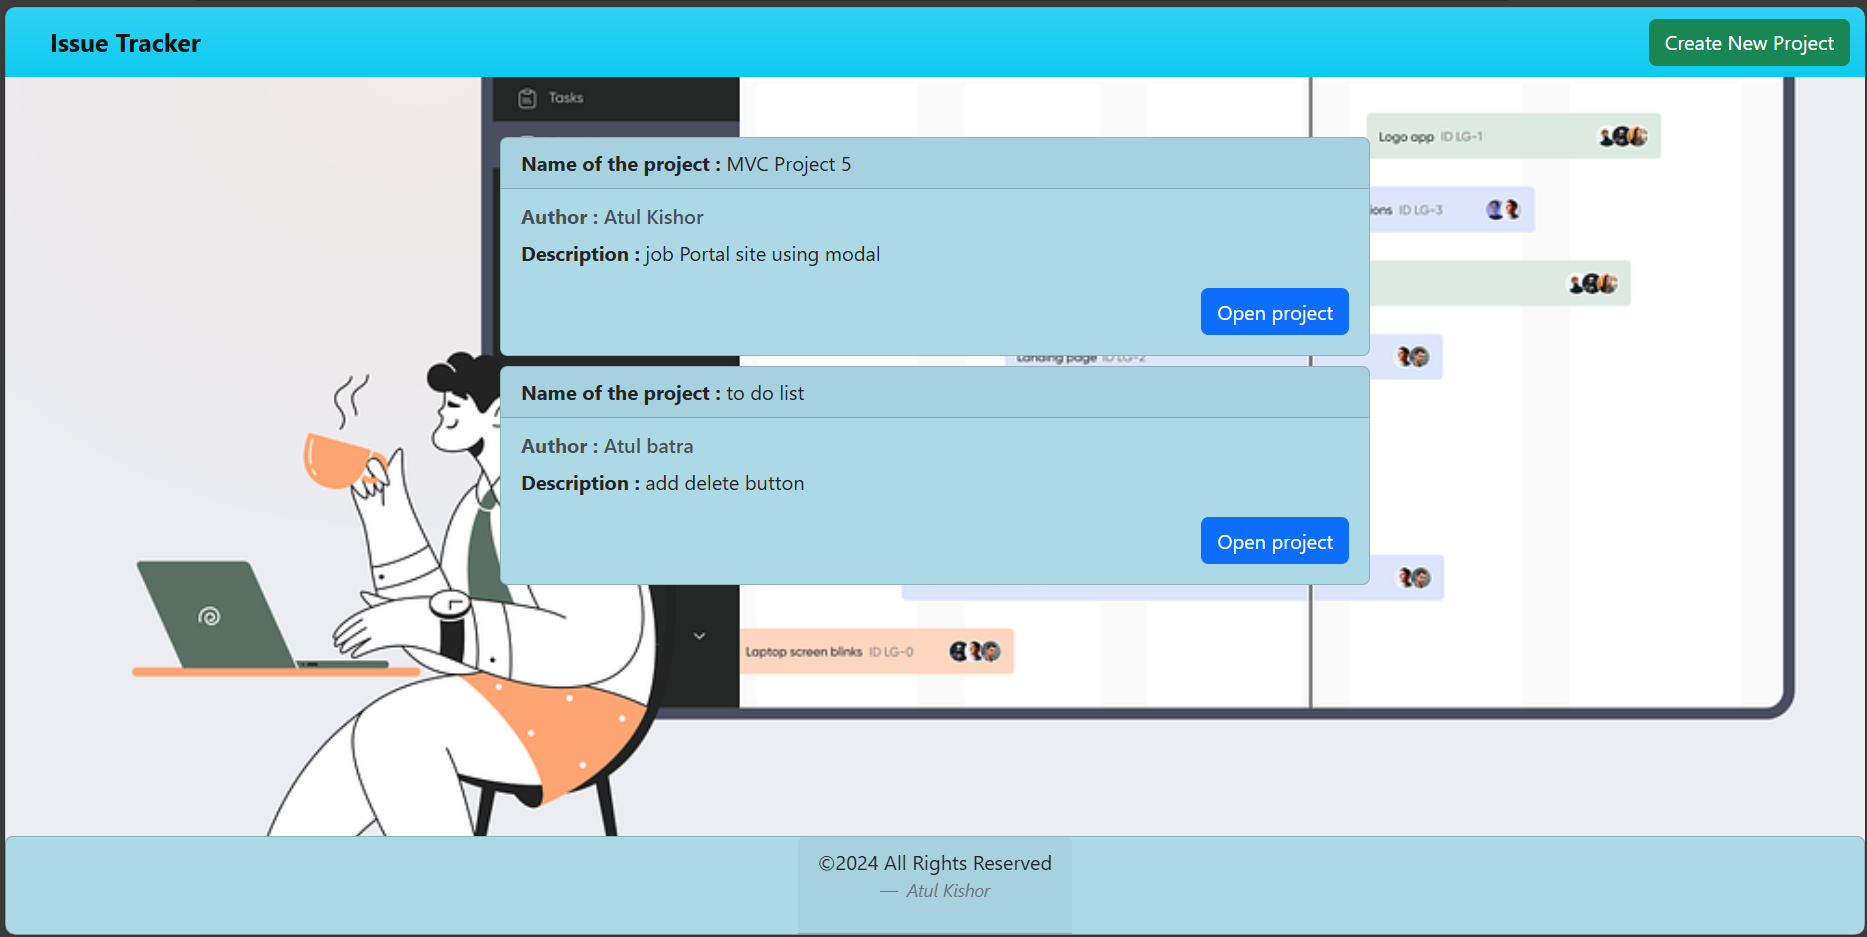 Issue Tracker
Create New Project
Tasks
Logo app ID LG-1
Name of the project : MVC Project 5
ions ID LG-3
Author : Atul Kishor
Description : job Portal site using modal
Open project
Landing page ID LG-2
Name of the project : to do list
Author : Atul batra
Description : add delete button
Open project
Laptop screen blinks ID LG-0
©2024 All Rights Reserved
— Atul Kishor